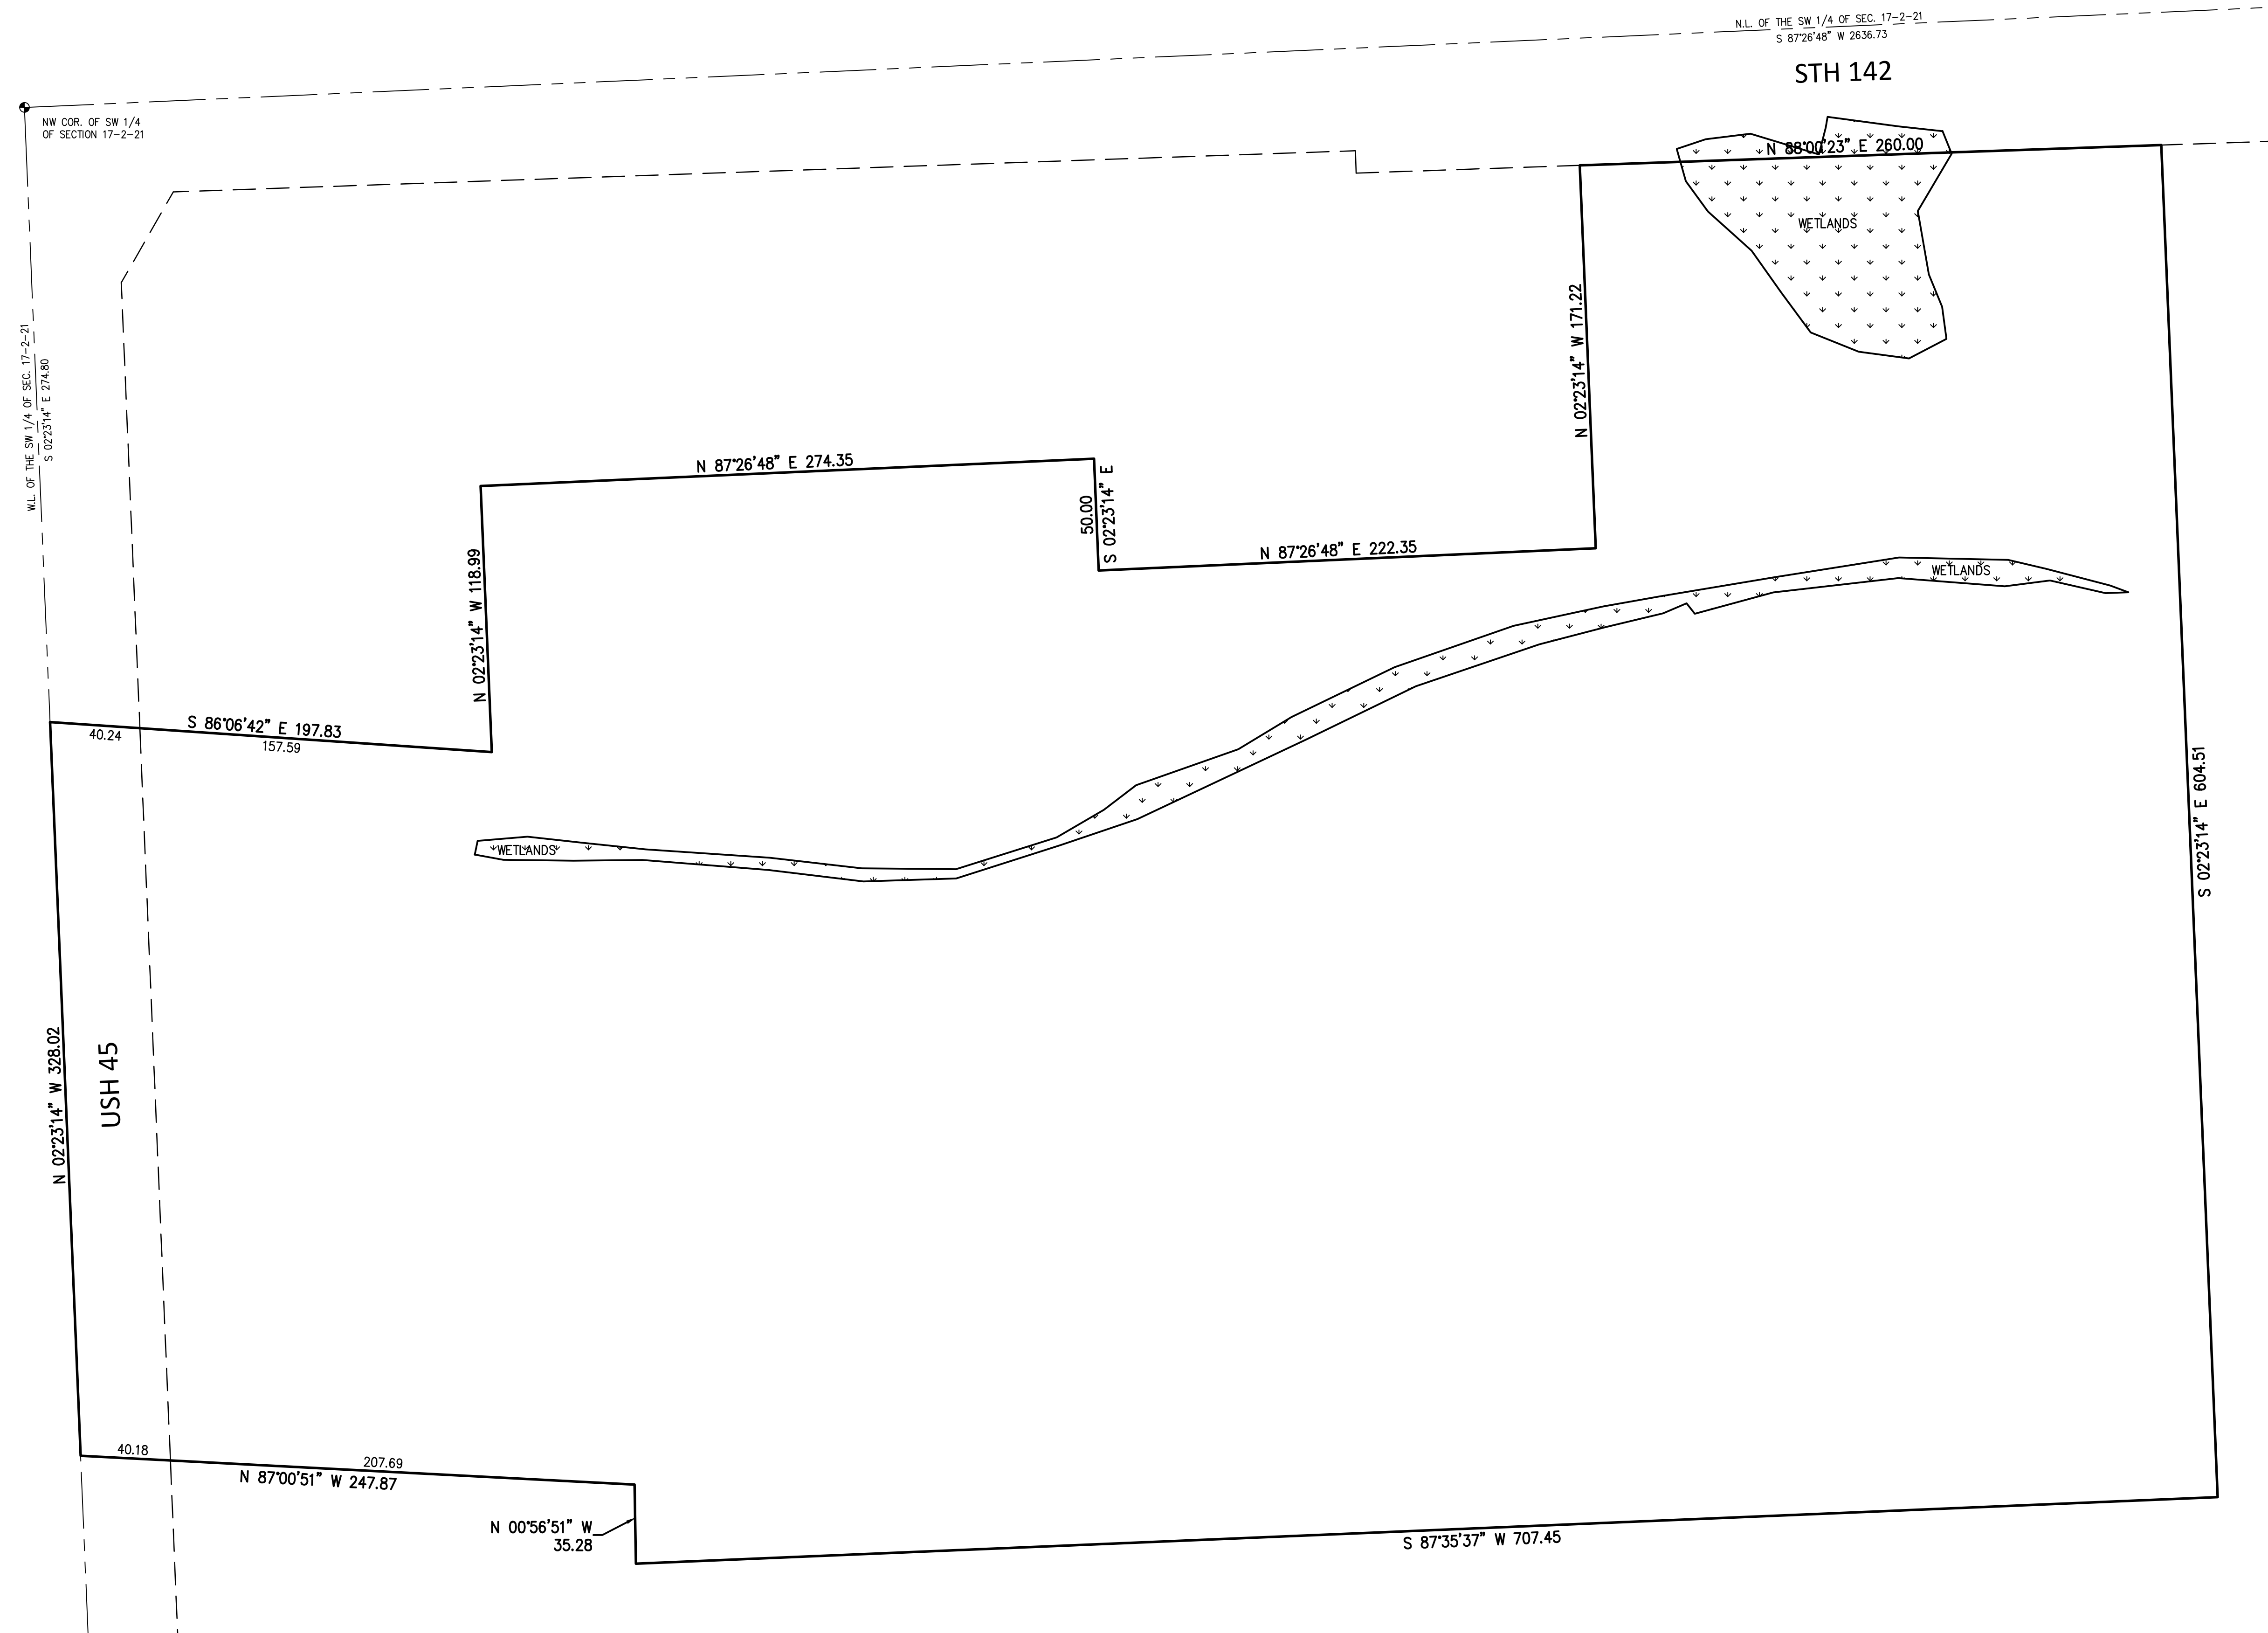 N.L. OF THE SW 1/4 OF SEC. 17-2-21
S 87°26'48" W 2636.73
STH 142
NW COR. OF SW 1/4
OF SECTION 17-2-21
N 88°00'23" E 260.00
WETLANDS
W.L. OF THE SW 1/4 OF SEC. 17-2-21
S 02°23'14" E 274.80
N 02°23'14" W 171.22
N 87°26'48" E 274.35
50.00
S 02°23'14" E
N 87°26'48" E 222.35
N 02°23'14" W 118.99
WETLANDS
S 86°06'42" E 197.83
40.24
157.59
WETLANDS
S 02°23'14" E 604.51
N 02°23'14" W 328.02
USH 45
40.18
207.69
N 87°00'51" W 247.87
N 00°56'51" W
35.28
S 87°35'37" W 707.45